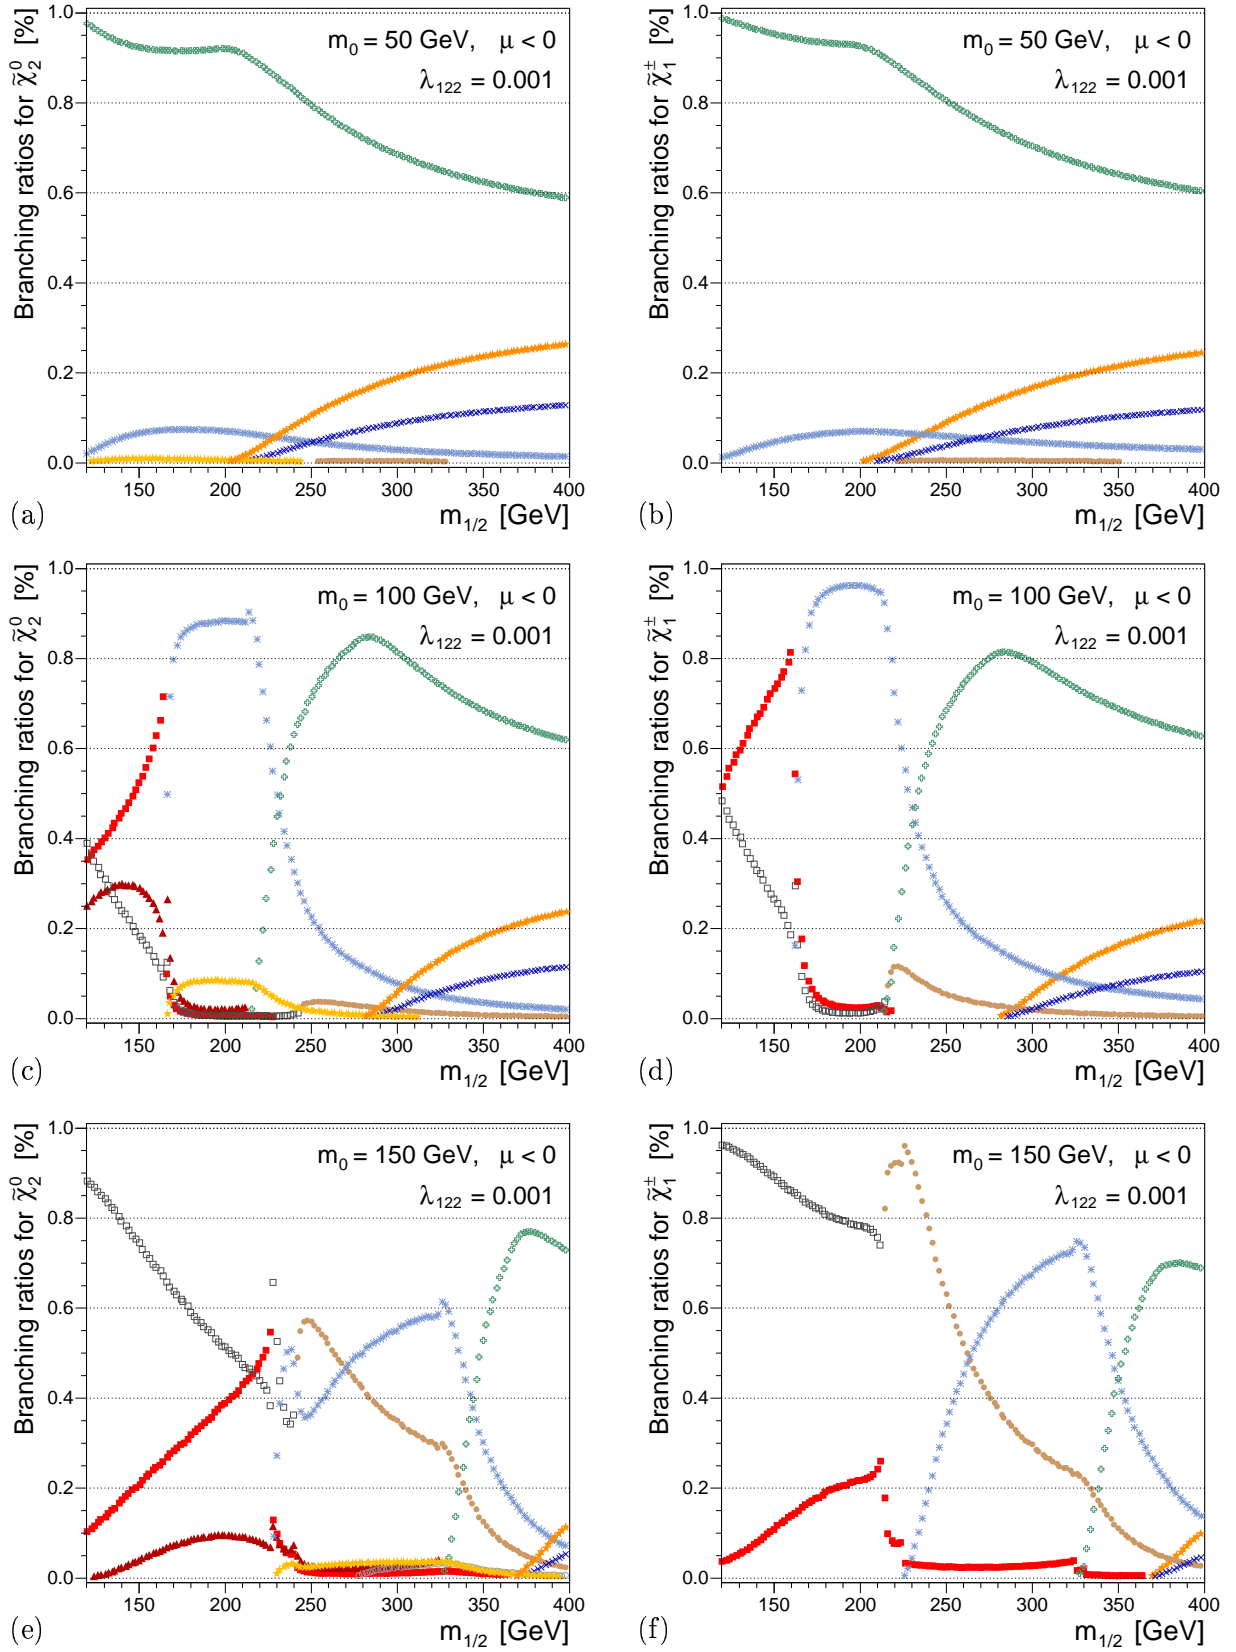 Branching ratios for χ̃₂⁰ [%]
1.0
0.8
0.6
0.4
0.2
0.0
m₀ = 50 GeV, μ < 0
λ₁₂₂ = 0.001
150 200 250 300 350 400
m₁/₂ [GeV]
(a)
Branching ratios for χ̃₁± [%]
1.0
0.8
0.6
0.4
0.2
0.0
m₀ = 50 GeV, μ < 0
λ₁₂₂ = 0.001
150 200 250 300 350 400
m₁/₂ [GeV]
(b)
Branching ratios for χ̃₂⁰ [%]
1.0
0.8
0.6
0.4
0.2
0.0
m₀ = 100 GeV, μ < 0
λ₁₂₂ = 0.001
150 200 250 300 350 400
m₁/₂ [GeV]
(c)
Branching ratios for χ̃₁± [%]
1.0
0.8
0.6
0.4
0.2
0.0
m₀ = 100 GeV, μ < 0
λ₁₂₂ = 0.001
150 200 250 300 350 400
m₁/₂ [GeV]
(d)
Branching ratios for χ̃₂⁰ [%]
1.0
0.8
0.6
0.4
0.2
0.0
m₀ = 150 GeV, μ < 0
λ₁₂₂ = 0.001
150 200 250 300 350 400
m₁/₂ [GeV]
(e)
Branching ratios for χ̃₁± [%]
1.0
0.8
0.6
0.4
0.2
0.0
m₀ = 150 GeV, μ < 0
λ₁₂₂ = 0.001
150 200 250 300 350 400
m₁/₂ [GeV]
(f)